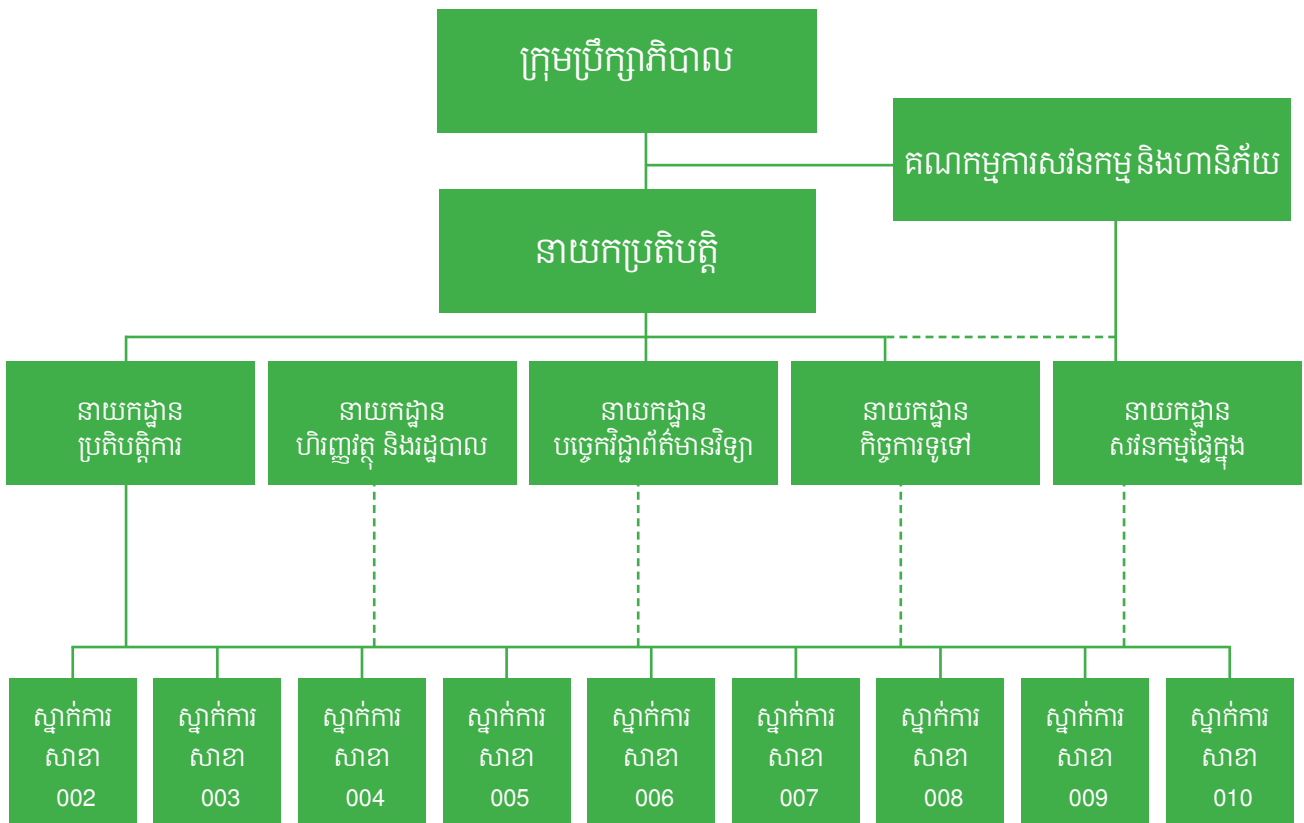 ក្រុមប្រឹក្សាភិបាល
គណកម្មការសវនកម្ម និងហានិភ័យ
នាយកប្រតិបត្តិ
នាយកដ្ឋាន
ប្រតិបត្តិការ
នាយកដ្ឋាន
ហិរញ្ញវត្ថុ និងរដ្ឋបាល
នាយកដ្ឋាន
បច្ចេកវិជ្ជាព័ត៌មានវិទ្យា
នាយកដ្ឋាន
កិច្ចការទូទៅ
នាយកដ្ឋាន
សវនកម្មផ្ទៃក្នុង
ស្នាក់ការ
សាខា
002
ស្នាក់ការ
សាខា
003
ស្នាក់ការ
សាខា
004
ស្នាក់ការ
សាខា
005
ស្នាក់ការ
សាខា
006
ស្នាក់ការ
សាខា
007
ស្នាក់ការ
សាខា
008
ស្នាក់ការ
សាខា
009
ស្នាក់ការ
សាខា
010